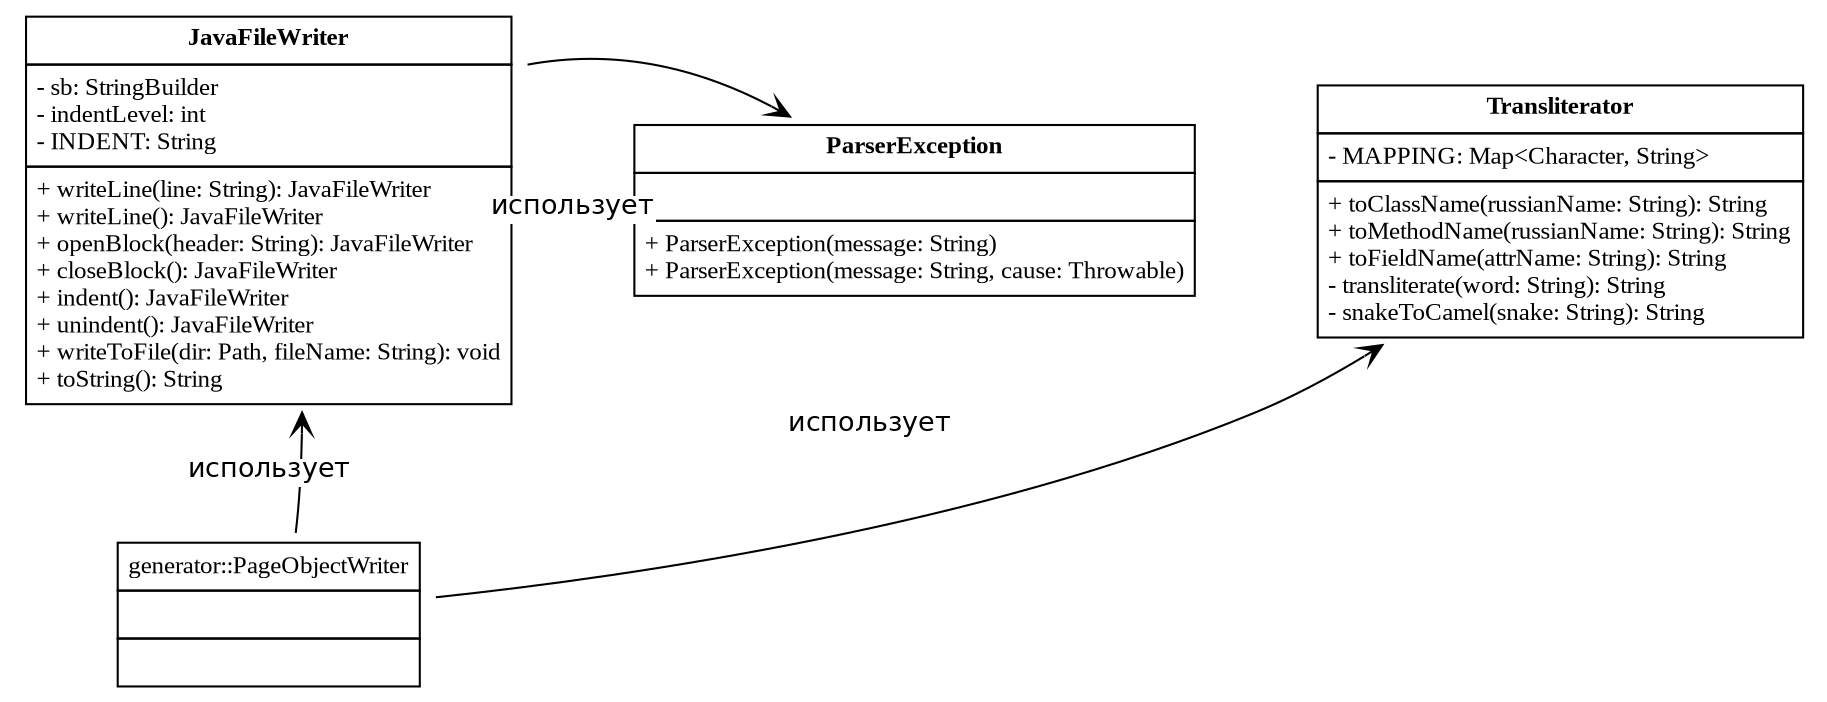 JavaFileWriter
- sb: StringBuilder
- indentLevel: int
- INDENT: String
+ writeLine(line: String): JavaFileWriter
+ writeLine(): JavaFileWriter
+ openBlock(header: String): JavaFileWriter
+ closeBlock(): JavaFileWriter
+ indent(): JavaFileWriter
+ unindent(): JavaFileWriter
+ writeToFile(dir: Path, fileName: String): void
+ toString(): String
использует
ParserException
+ ParserException(message: String)
+ ParserException(message: String, cause: Throwable)
Transliterator
- MAPPING: Map<Character, String>
+ toClassName(russianName: String): String
+ toMethodName(russianName: String): String
+ toFieldName(attrName: String): String
- transliterate(word: String): String
- snakeToCamel(snake: String): String
использует
использует
generator::PageObjectWriter